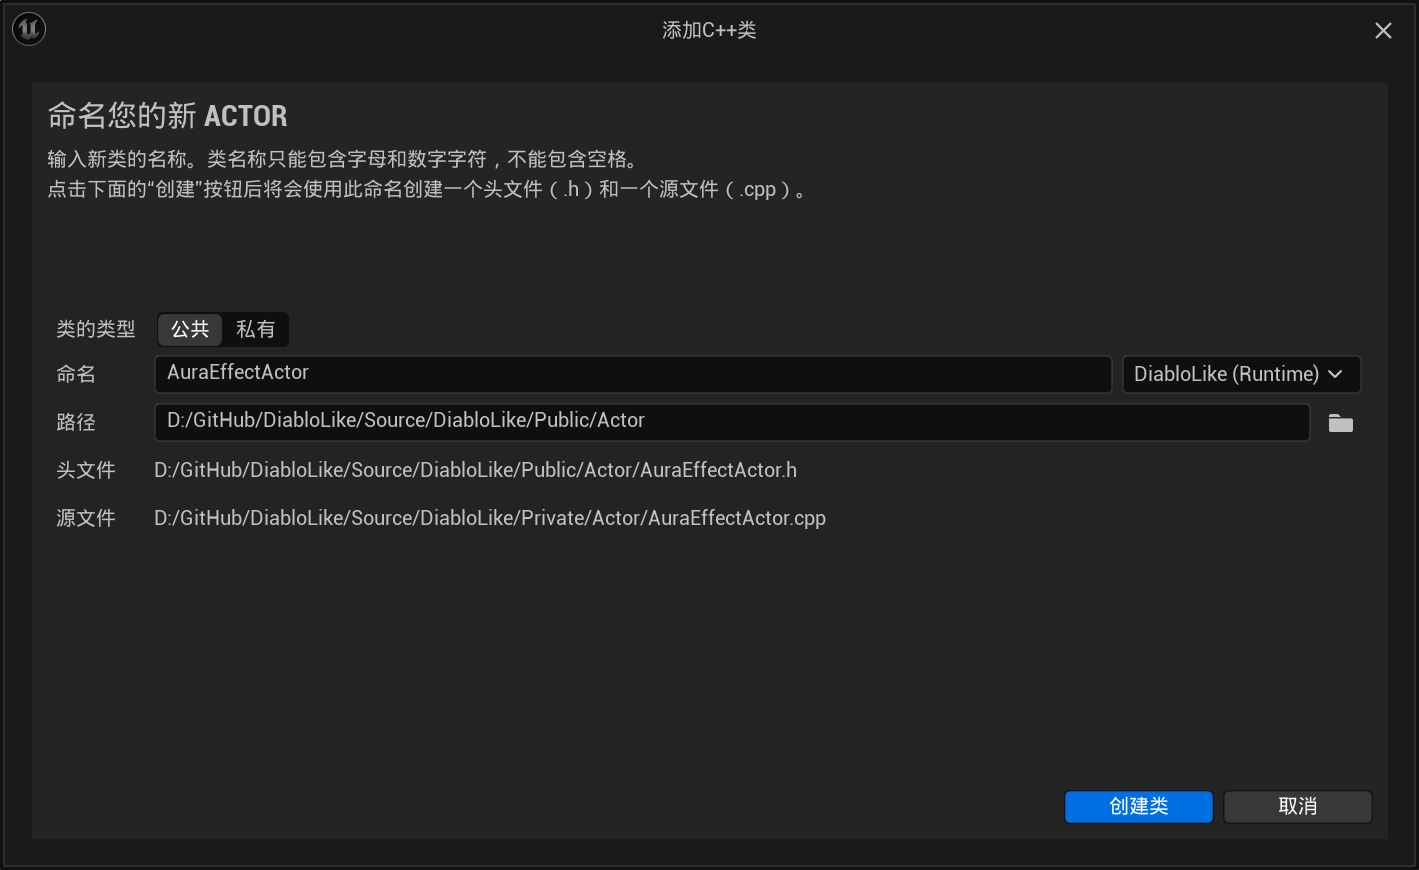 添加C++类
命名您的新 ACTOR
输入新类的名称。类名称只能包含字母和数字字符，不能包含空格。
点击下面的“创建”按钮后将会使用此命名创建一个头文件（.h）和一个源文件（.cpp）。
类的类型 公共 私有
命名 AuraEffectActor DiabloLike (Runtime)
路径 D:/GitHub/DiabloLike/Source/DiabloLike/Public/Actor
头文件 D:/GitHub/DiabloLike/Source/DiabloLike/Public/Actor/AuraEffectActor.h
源文件 D:/GitHub/DiabloLike/Source/DiabloLike/Private/Actor/AuraEffectActor.cpp
创建类 取消